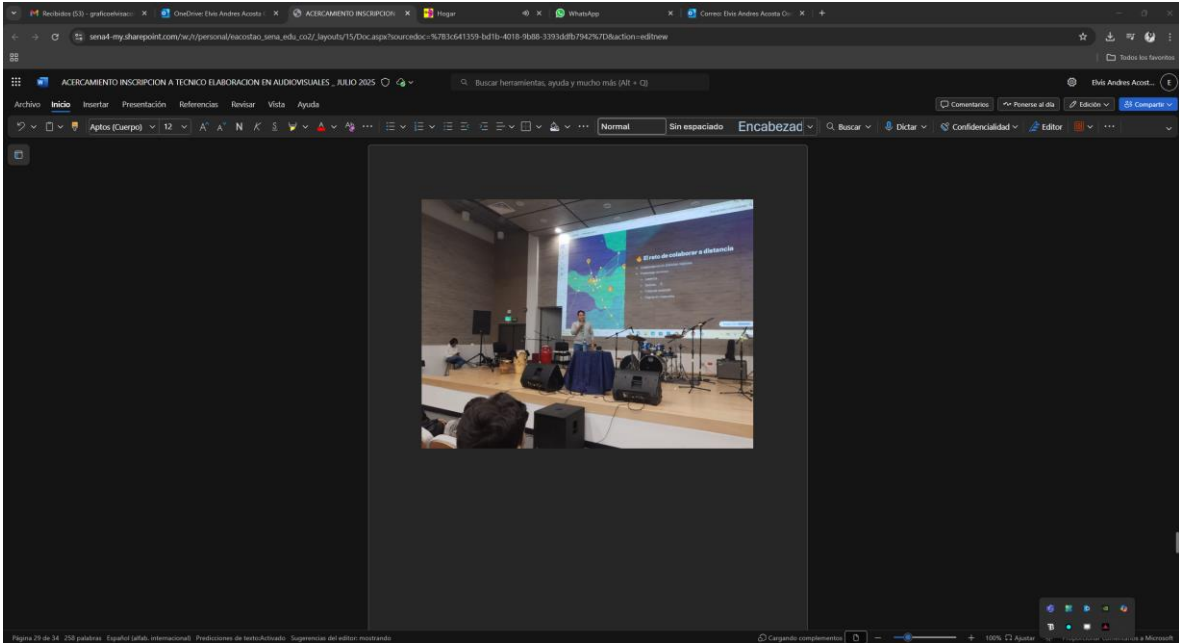 Recibidos (53) - graficoelvisaco
OneDrive: Elvis Andres Acosta
ACERCAMIENTO INSCRIPCION
Hogar
WhatsApp
Correo: Elvis Andres Acosta Os
sena4-my.sharepoint.com/:w:/r/personal/eacostao_sena_edu_co2/_layouts/15/Doc.aspx?sourcedoc=%7B3c641359-bd1b-4018-9b88-3393ddfb7942%7D&action=editnew
Todos los favoritos
ACERCAMIENTO INSCRIPCION A TECNICO ELABORACION EN AUDIOVISUALES _ JULIO 2025
Buscar herramientas, ayuda y mucho más (Alt + Q)
Elvis Andres Acost...
E
Archivo Inicio Insertar Presentación Referencias Revisar Vista Ayuda
Comentarios
Ponerse al día
Edición
Compartir
Aptos (Cuerpo)
12
N K S
Normal
Sin espaciado
Encabezad
Buscar
Dictar
Confidencialidad
Editor
El reto de colaborar a distancia
Página 29 de 34 258 palabras Español (alfab. internacional) Predicciones de texto: Activado Sugerencias del editor: mostrando
Cargando complementos
100% Ajustar
comentarios a Microsoft